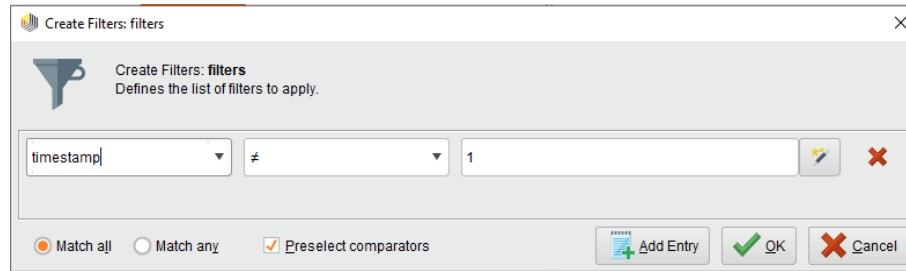 Create Filters: filters
Create Filters: filters
Defines the list of filters to apply.
timestamp ≠ 1
Match all Match any Preselect comparators Add Entry OK Cancel